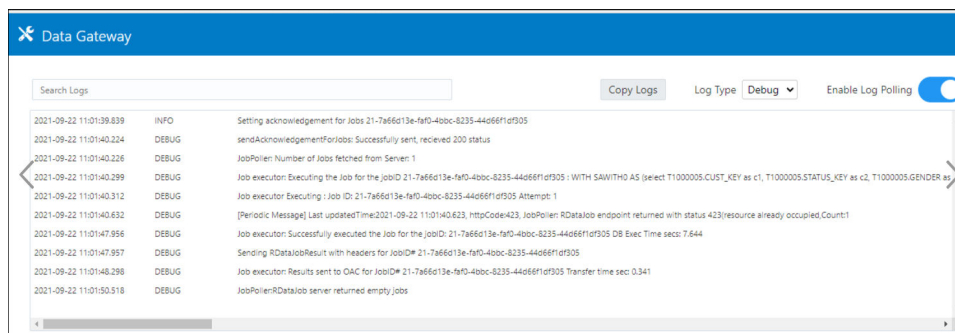 Data Gateway
Search Logs Copy Logs Log Type Debug Enable Log Polling
2021-09-22 11:01:39.839 INFO Setting acknowledgement for Jobs 21-7a66d13e-faf0-4bbc-8235-44d66f1df305
2021-09-22 11:01:40.224 DEBUG sendAcknowledgementForJobs: Successfully sent, recieved 200 status
2021-09-22 11:01:40.226 DEBUG JobPoller: Number of Jobs fetched from Server: 1
2021-09-22 11:01:40.299 DEBUG Job executor: Executing the Job for the jobID 21-7a66d13e-faf0-4bbc-8235-44d66f1df305 : WITH SAWITH0 AS (select T1000005.CUST_KEY as c1, T1000005.STATUS_KEY as c2, T1000005.GENDER as
2021-09-22 11:01:40.312 DEBUG Job executor Executing : Job ID: 21-7a66d13e-faf0-4bbc-8235-44d66f1df305 Attempt: 1
2021-09-22 11:01:40.632 DEBUG [Periodic Message] Last updatedTime:2021-09-22 11:01:40.623, httpCode:423, JobPoller: RDataJob endpoint returned with status 423(resource already occupied,Count:1
2021-09-22 11:01:47.956 DEBUG Job executor: Successfully executed the Job for the jobID: 21-7a66d13e-faf0-4bbc-8235-44d66f1df305 DB Exec Time secs: 7.644
2021-09-22 11:01:47.957 DEBUG Sending RDataJobResult with headers for JobID# 21-7a66d13e-faf0-4bbc-8235-44d66f1df305
2021-09-22 11:01:48.298 DEBUG Job executor: Results sent to OAC for JobID# 21-7a66d13e-faf0-4bbc-8235-44d66f1df305 Transfer time sec: 0.341
2021-09-22 11:01:50.518 DEBUG JobPoller:RDataJob server returned empty jobs